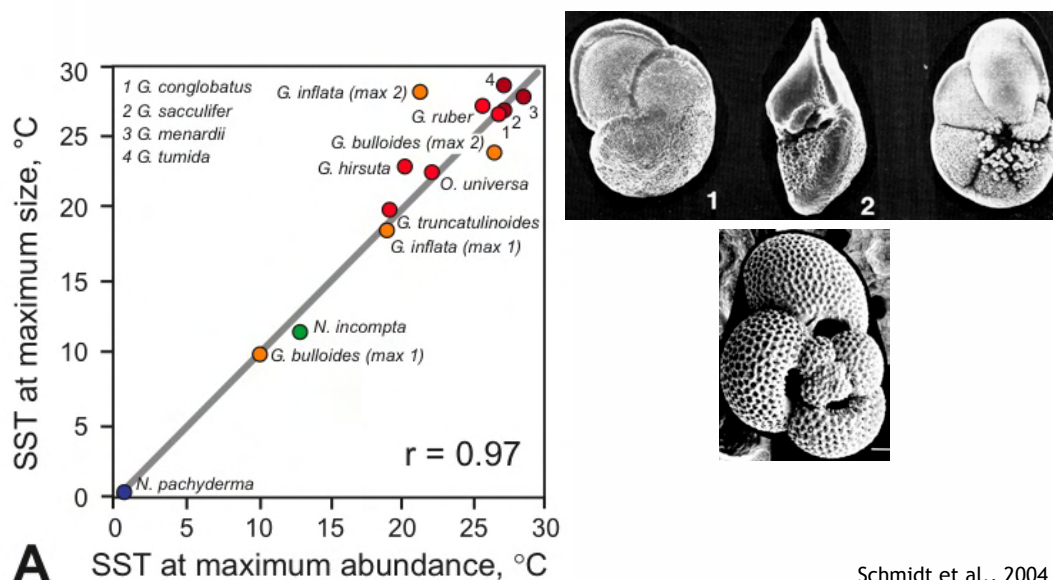 30
25
20
15
10
5
0
SST at maximum size, °C
1 G. conglobatus
2 G. sacculifer
3 G. menardii
4 G. tumida
G. inflata (max 2)
4
3
G. ruber
1 2
G. bulloides (max 2)
G. hirsuta
O. universa
G. truncatulinoides
G. inflata (max 1)
N. incompta
G. bulloides (max 1)
r = 0.97
N. pachyderma
0 5 10 15 20 25 30
A SST at maximum abundance, °C
1 2
Schmidt et al., 2004